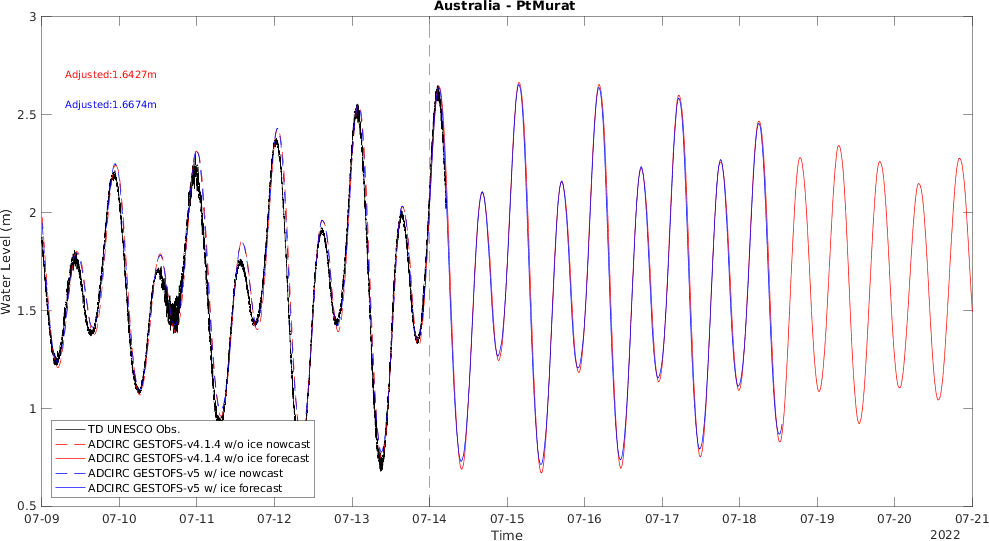 Australia - PtMurat
3
2.5
2
1.5
1
0.5
Water Level (m)
Adjusted:1.6427m
Adjusted:1.6674m
TD UNESCO Obs.
ADCIRC GESTOFS-v4.1.4 w/o ice nowcast
ADCIRC GESTOFS-v4.1.4 w/o ice forecast
ADCIRC GESTOFS-v5 w/ ice nowcast
ADCIRC GESTOFS-v5 w/ ice forecast
07-09 07-10 07-11 07-12 07-13 07-14 07-15 07-16 07-17 07-18 07-19 07-20 07-21
Time
2022